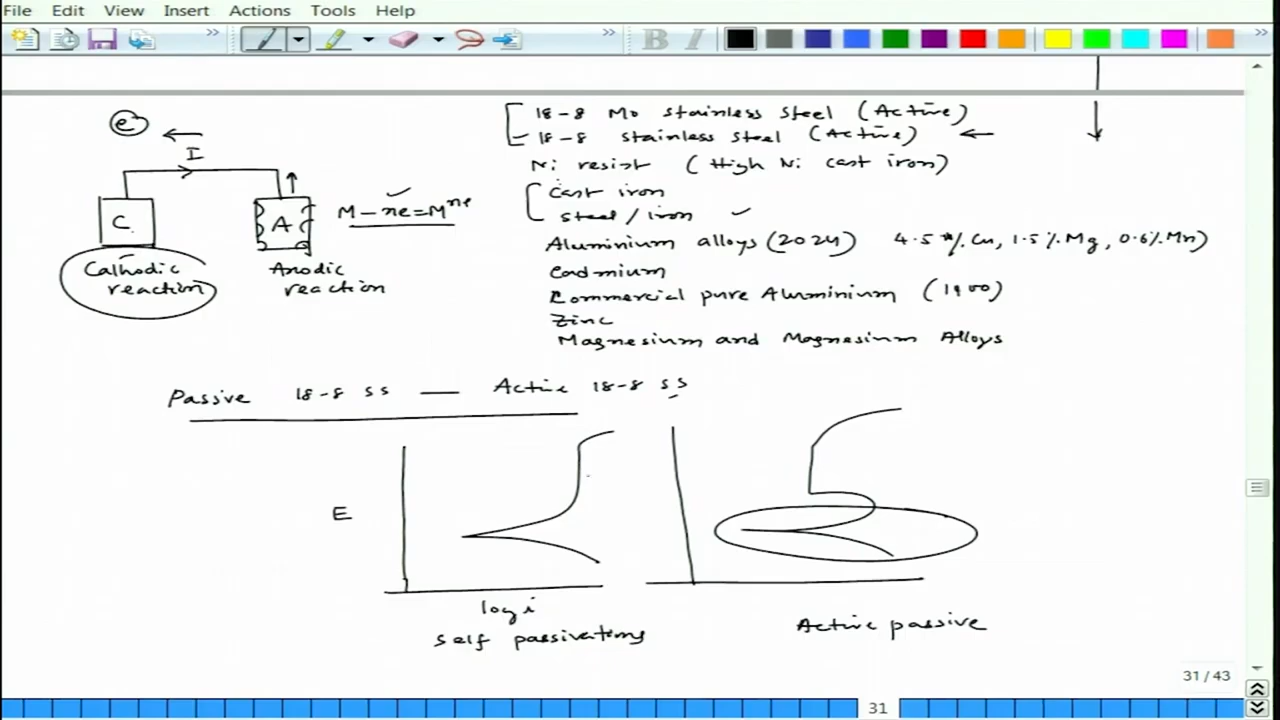 File Edit View Insert Actions Tools Help
B I
e
I
C
A
M - ne = M^ne
Cathodic reaction
Anodic reaction
18-8 Mo stainless steel (Active)
18-8 stainless steel (Active)
Ni resist (High Ni cast iron)
Cast iron
Steel / iron
Aluminium alloys (2024) 4.5 % Cu, 1.5 % Mg, 0.6 % Mn)
Cadmium
Commercial pure Aluminium (1100)
Zinc
Magnesium and Magnesium Alloys
Passive 18-8 SS — Active 18-8 SS
E
log i
Self passivating
Active passive
31 / 43
31